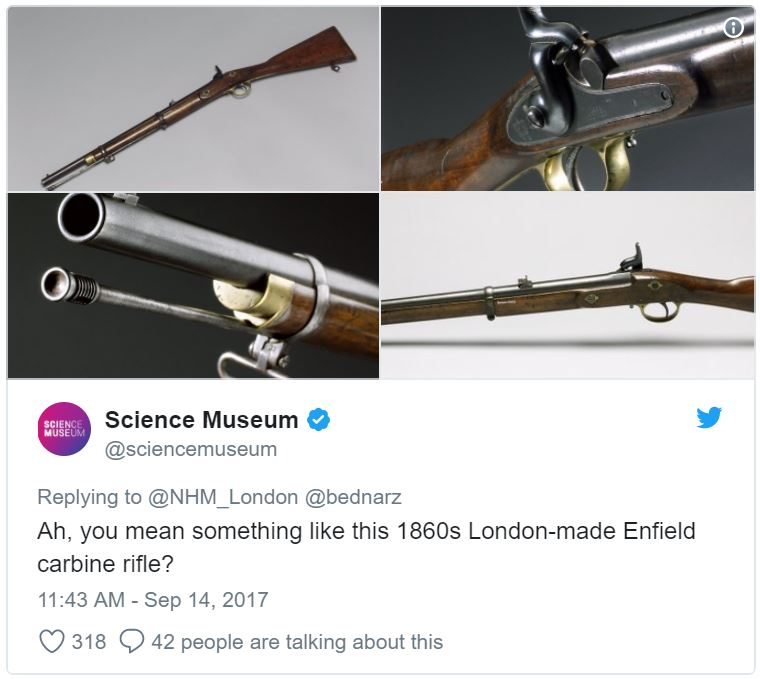 SCIENCE
MUSEUM
Science Museum
@sciencemuseum
Replying to @NHM_London @bednarz
Ah, you mean something like this 1860s London-made Enfield
carbine rifle?
11:43 AM - Sep 14, 2017
318 42 people are talking about this